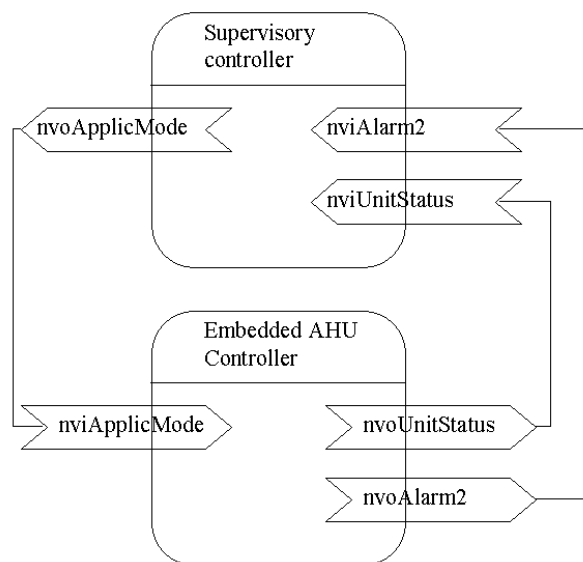 Supervisory
controller
nvoApplicMode
nviAlarm2
nviUnitStatus
Embedded AHU
Controller
nviApplicMode
nvoUnitStatus
nvoAlarm2